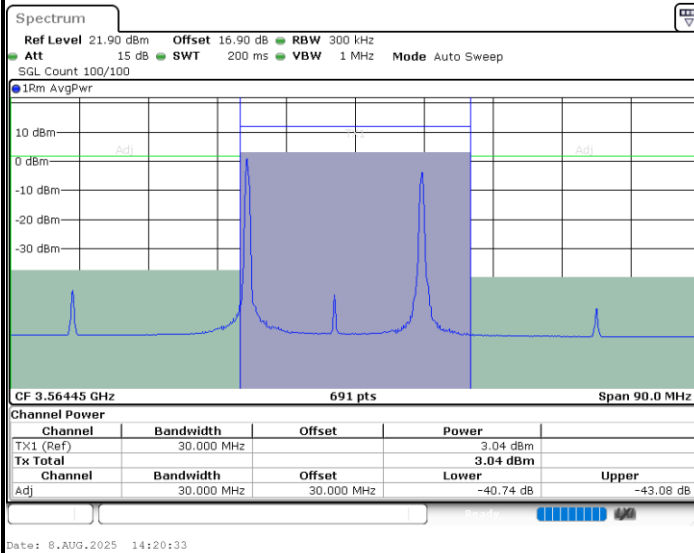 Spectrum
Ref Level 21.90 dBm Offset 16.90 dB RBW 300 kHz
Att 15 dB SWT 200 ms VBW 1 MHz Mode Auto Sweep
SGL Count 100/100
1Rm AvgPwr
10 dBm
Adj Adj
0 dBm
-10 dBm
-20 dBm
-30 dBm
CF 3.56445 GHz 691 pts Span 90.0 MHz
Channel Power
Channel Bandwidth Offset Power
TX1 (Ref) 30.000 MHz 3.04 dBm
Tx Total 3.04 dBm
Channel Bandwidth Offset Lower Upper
Adj 30.000 MHz 30.000 MHz -40.74 dB -43.08 dB
Ready
Date: 8.AUG.2025 14:20:33